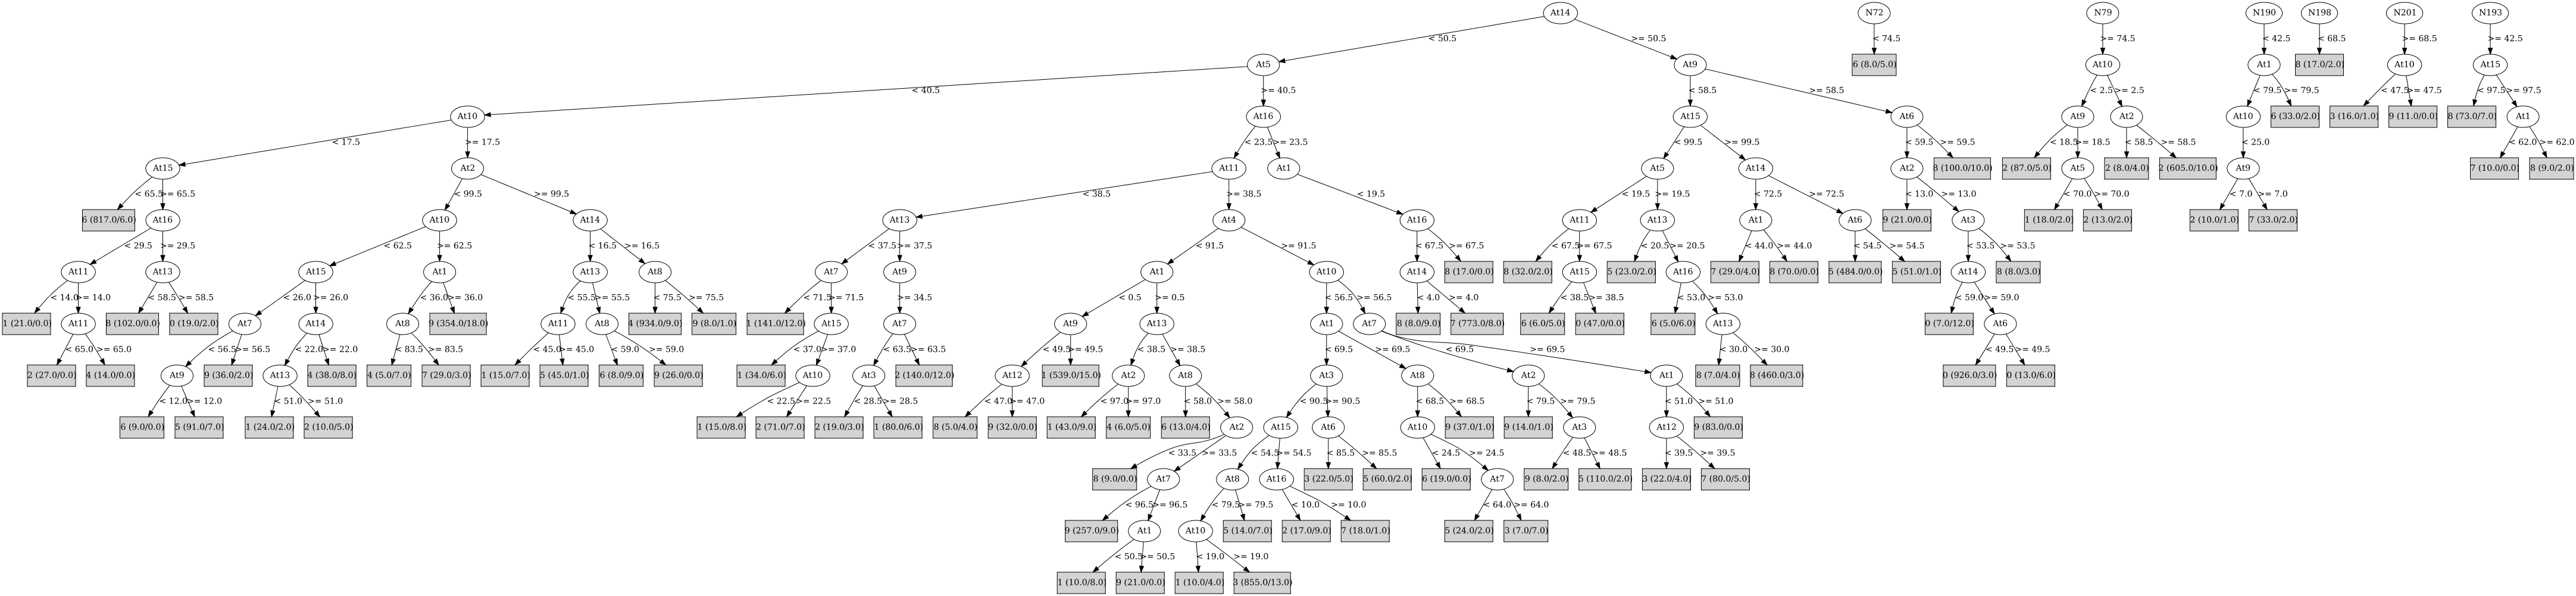 At14 N72 N79 N190 N198 N201 N193
< 50.5 >= 50.5 < 74.5 >= 74.5 < 42.5 < 68.5 >= 68.5 >= 42.5
At5 At9 6 (8.0/5.0) At10 At1 8 (17.0/2.0) At10 At15
< 40.5 >= 40.5 < 58.5 >= 58.5 < 2.5 >= 2.5 < 79.5 >= 79.5 < 47.5 >= 47.5 < 97.5 >= 97.5
At10 At16 At15 At6 At9 At2 At10 6 (33.0/2.0) 3 (16.0/1.0) 9 (11.0/0.0) 8 (73.0/7.0) At1
< 17.5 >= 17.5 < 23.5 >= 23.5 < 99.5 >= 99.5 < 59.5 >= 59.5 < 18.5 >= 18.5 < 58.5 >= 58.5 < 25.0 < 62.0 >= 62.0
At15 At2 At11 At1 At5 At14 At2 8 (100.0/10.0) 2 (87.0/5.0) At5 2 (8.0/4.0) 2 (605.0/10.0) At9 7 (10.0/0.0) 8 (9.0/2.0)
< 65.5 >= 65.5 < 99.5 >= 99.5 < 38.5 >= 38.5 < 19.5 < 19.5 >= 19.5 < 72.5 >= 72.5 < 13.0 >= 13.0 < 70.0 >= 70.0 < 7.0 >= 7.0
6 (817.0/6.0) At16 At10 At14 At13 At4 At16 At11 At13 At1 At6 9 (21.0/0.0) At3 1 (18.0/2.0) 2 (13.0/2.0) 2 (10.0/1.0) 7 (33.0/2.0)
< 29.5 >= 29.5 < 62.5 >= 62.5 < 16.5 >= 16.5 < 37.5 >= 37.5 < 91.5 >= 91.5 < 67.5 >= 67.5 < 67.5 >= 67.5 < 20.5 >= 20.5 < 44.0 >= 44.0 < 54.5 >= 54.5 < 53.5 >= 53.5
At11 At13 At15 At1 At13 At8 At7 At9 At1 At10 At14 8 (17.0/0.0) 8 (32.0/2.0) At15 5 (23.0/2.0) At16 7 (29.0/4.0) 8 (70.0/0.0) 5 (484.0/0.0) 5 (51.0/1.0) At14 8 (8.0/3.0)
< 14.0 >= 14.0 < 58.5 >= 58.5 < 26.0 >= 26.0 < 36.0 >= 36.0 < 55.5 >= 55.5 < 75.5 >= 75.5 < 71.5 >= 71.5 >= 34.5 < 0.5 >= 0.5 < 56.5 >= 56.5 < 4.0 >= 4.0 < 38.5 >= 38.5 < 53.0 >= 53.0 < 59.0 >= 59.0
1 (21.0/0.0) At11 8 (102.0/0.0) 0 (19.0/2.0) At7 At14 At8 9 (354.0/18.0) At11 At8 4 (934.0/9.0) 9 (8.0/1.0) 1 (141.0/12.0) At15 At7 At9 At13 At1 At7 8 (8.0/9.0) 7 (773.0/8.0) 6 (6.0/5.0) 0 (47.0/0.0) 6 (5.0/6.0) At13 0 (7.0/12.0) At6
< 65.0 >= 65.0 < 56.5 >= 56.5 < 22.0 >= 22.0 < 83.5 >= 83.5 < 45.0 >= 45.0 < 59.0 >= 59.0 < 37.0 >= 37.0 < 63.5 >= 63.5 < 49.5 >= 49.5 < 38.5 >= 38.5 < 69.5 >= 69.5 < 69.5 >= 69.5 < 30.0 >= 30.0 < 49.5 >= 49.5
2 (27.0/0.0) 4 (14.0/0.0) At9 9 (36.0/2.0) At13 4 (38.0/8.0) 4 (5.0/7.0) 7 (29.0/3.0) 1 (15.0/7.0) 5 (45.0/1.0) 6 (8.0/9.0) 9 (26.0/0.0) 1 (34.0/6.0) At10 At3 2 (140.0/12.0) At12 1 (539.0/15.0) At2 At8 At3 At8 At2 At1 8 (7.0/4.0) 8 (460.0/3.0) 0 (926.0/3.0) 0 (13.0/6.0)
< 12.0 >= 12.0 < 51.0 >= 51.0 < 22.5 >= 22.5 < 28.5 >= 28.5 < 47.0 >= 47.0 < 97.0 >= 97.0 < 58.0 >= 58.0 < 90.5 >= 90.5 < 68.5 >= 68.5 < 79.5 >= 79.5 < 51.0 >= 51.0
6 (9.0/0.0) 5 (91.0/7.0) 1 (24.0/2.0) 2 (10.0/5.0) 1 (15.0/8.0) 2 (71.0/7.0) 2 (19.0/3.0) 1 (80.0/6.0) 8 (5.0/4.0) 9 (32.0/0.0) 1 (43.0/9.0) 4 (6.0/5.0) 6 (13.0/4.0) At2 At15 At6 At10 9 (37.0/1.0) 9 (14.0/1.0) At3 At12 9 (83.0/0.0)
< 33.5 >= 33.5 < 54.5 >= 54.5 < 85.5 >= 85.5 < 24.5 >= 24.5 < 48.5 >= 48.5 < 39.5 >= 39.5
8 (9.0/0.0) At7 At8 At16 3 (22.0/5.0) 5 (60.0/2.0) 6 (19.0/0.0) At7 9 (8.0/2.0) 5 (110.0/2.0) 3 (22.0/4.0) 7 (80.0/5.0)
< 96.5 >= 96.5 < 79.5 >= 79.5 < 10.0 >= 10.0 < 64.0 >= 64.0
9 (257.0/9.0) At1 At10 5 (14.0/7.0) 2 (17.0/9.0) 7 (18.0/1.0) 5 (24.0/2.0) 3 (7.0/7.0)
< 50.5 >= 50.5 < 19.0 >= 19.0
1 (10.0/8.0) 9 (21.0/0.0) 1 (10.0/4.0) 3 (855.0/13.0)